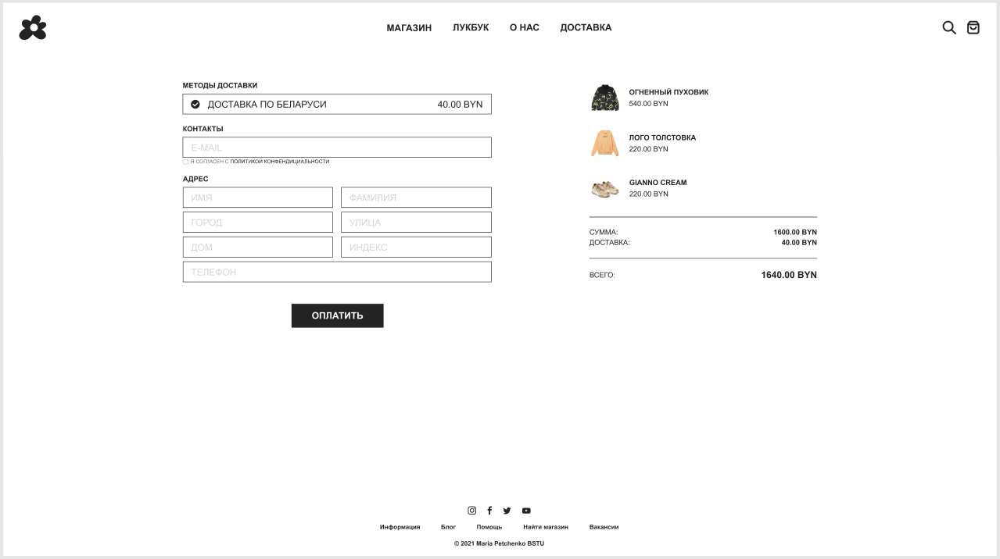 МАГАЗИН ЛУКБУК О НАС ДОСТАВКА
МЕТОДЫ ДОСТАВКИ
ДОСТАВКА ПО БЕЛАРУСИ 40.00 BYN
КОНТАКТЫ
E-MAIL
Я СОГЛАСЕН С ПОЛИТИКОЙ КОНФЕНДИЦИАЛЬНОСТИ
АДРЕС
ИМЯ ФАМИЛИЯ
ГОРОД УЛИЦА
ДОМ ИНДЕКС
ТЕЛЕФОН
ОПЛАТИТЬ
ОГНЕННЫЙ ПУХОВИК
540.00 BYN
ЛОГО ТОЛСТОВКА
220.00 BYN
GIANNO CREAM
220.00 BYN
СУММА: 1600.00 BYN
ДОСТАВКА: 40.00 BYN
ВСЕГО: 1640.00 BYN
Информация Блог Помощь Найти магазин Вакансии
© 2021 Maria Petchenko BSTU